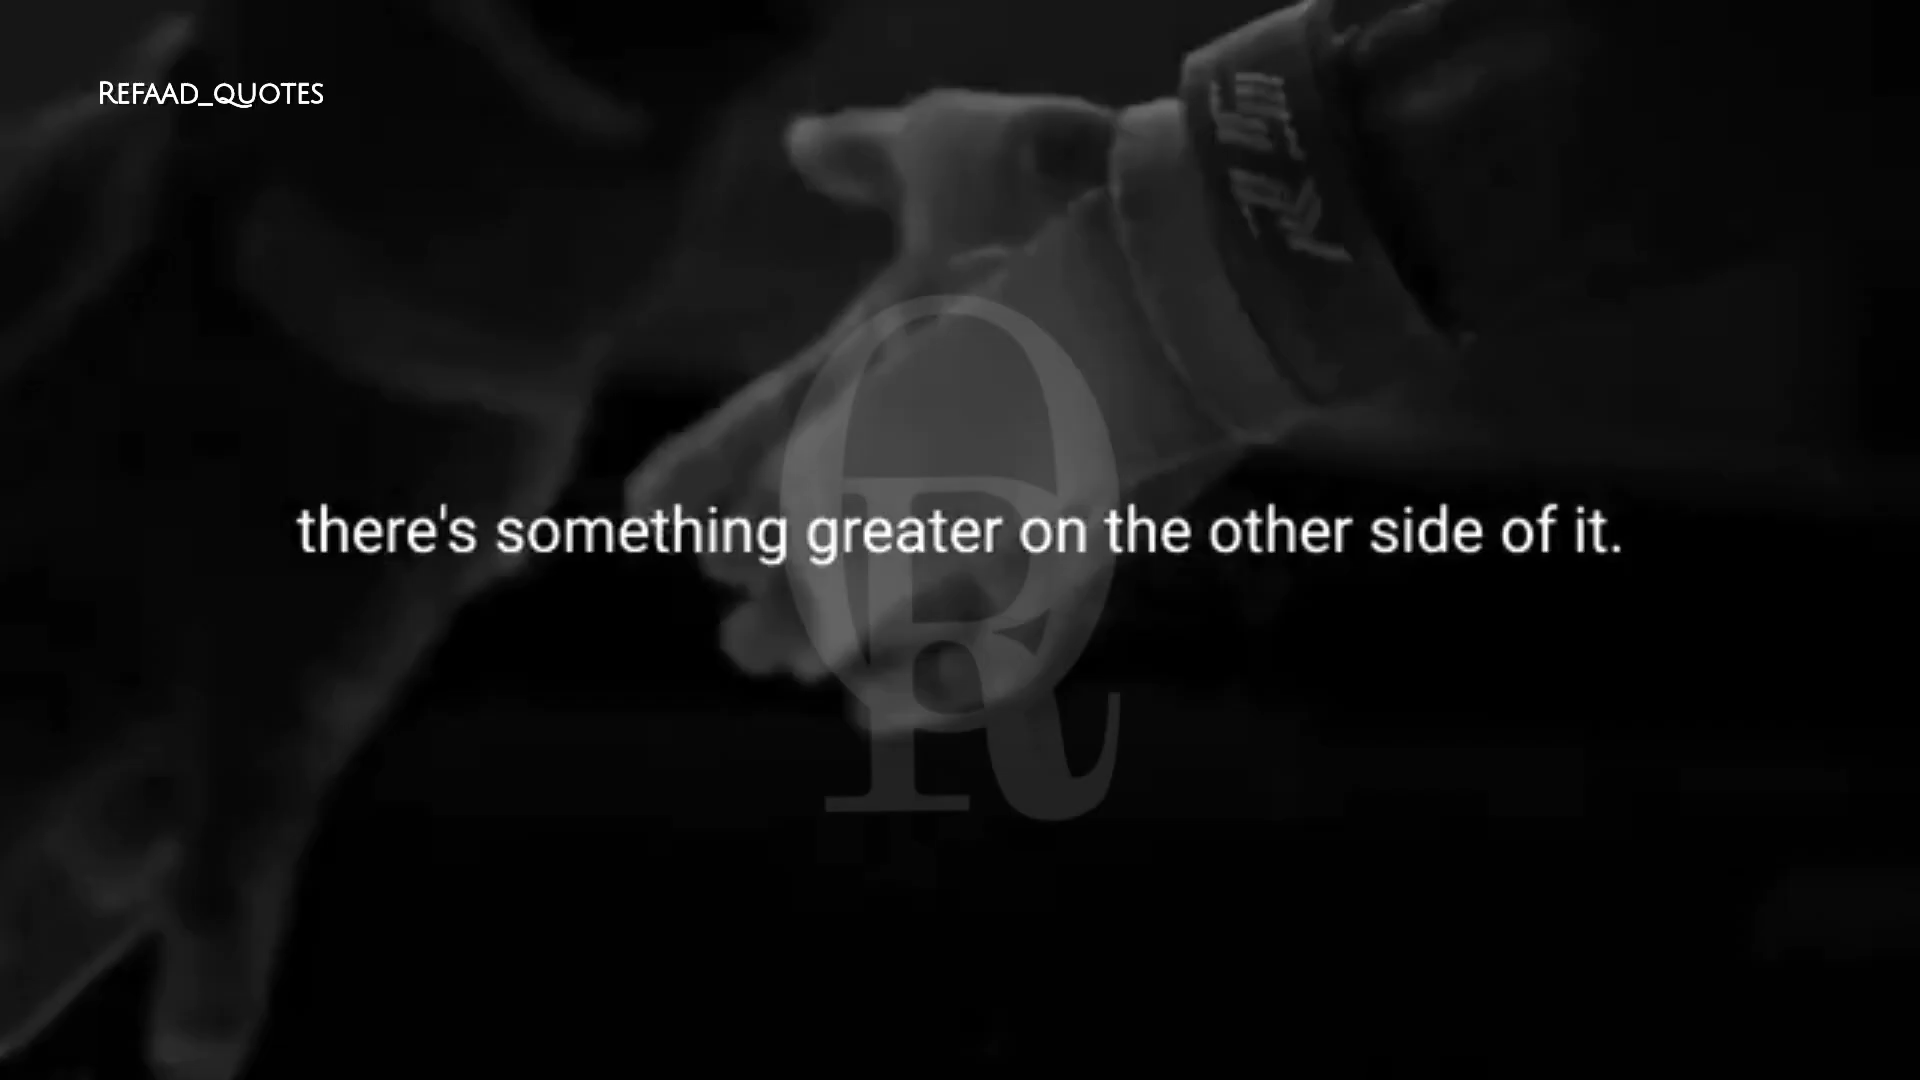 Refaad_quotes
there's something greater on the other side of it.